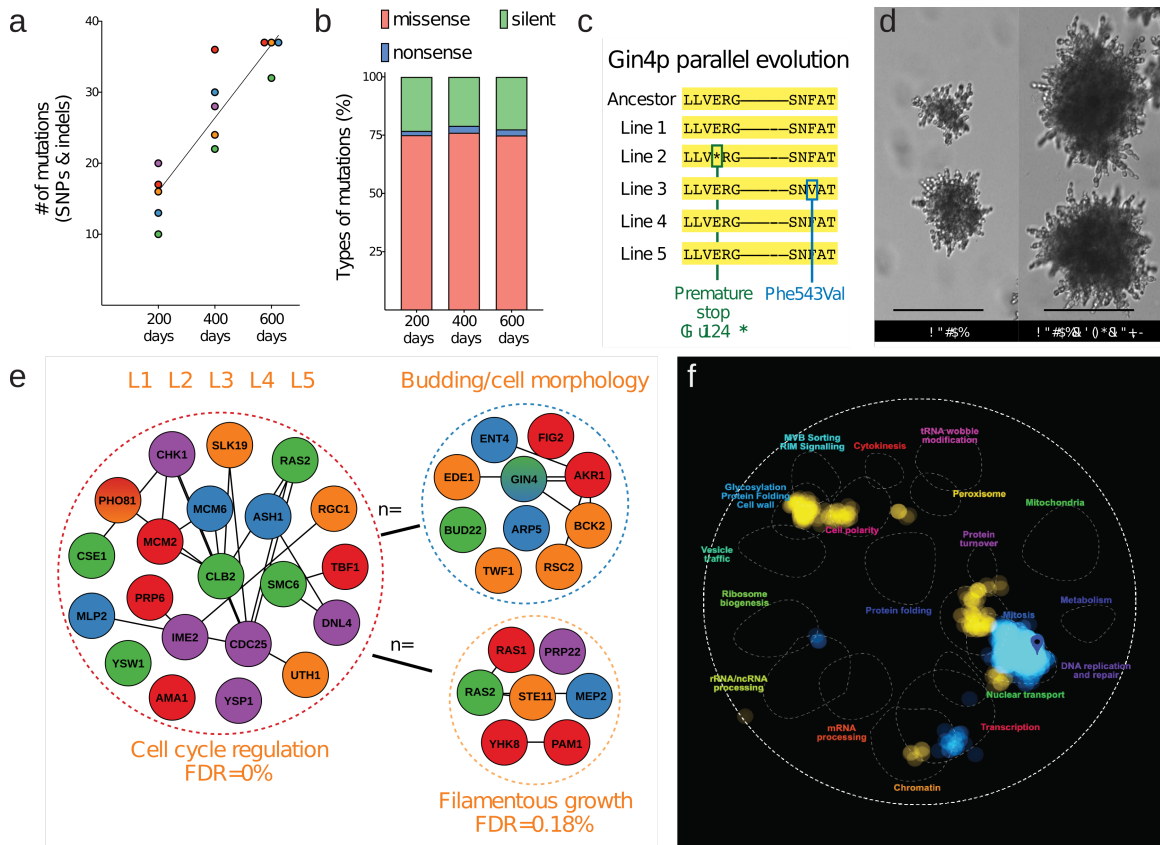 a
40
30
20
10
# of mutations
(SNPs & indels)
200
days
400
days
600
days
b
missense
silent
nonsense
100
75
50
25
Types of mutations (%)
200
days
400
days
600
days
c
Gin4p parallel evolution
Ancestor LLVERG————SNFAT
Line 1 LLVERG————SNFAT
Line 2 LLV*RG————SNFAT
Line 3 LLVERG————SNVAT
Line 4 LLVERG————SNFAT
Line 5 LLVERG————SNFAT
Premature
stop
Phe543Val
d
e
L1 L2 L3 L4 L5
CHK1
SLK19
RAS2
PHO81
MCM6
ASH1
RGC1
MCM2
CSE1
CLB2
SMC6
TBF1
PRP6
MLP2
IME2
CDC25
DNL4
YSW1
UTH1
AMA1
YSP1
Cell cycle regulation
FDR=0%
n=
n=
Budding/cell morphology
ENT4
FIG2
EDE1
GIN4
AKR1
BUD22
ARP5
BCK2
TWF1
RSC2
RAS1
PRP22
RAS2
STE11
MEP2
YHK8
PAM1
Filamentous growth
FDR=0.18%
f
MVB Sorting
RIM Signalling
Cytokinesis
tRNA wobble
modification
Glycosylation
Protein Folding
Cell wall
Peroxisome
Mitochondria
Cell polarity
Vesicle
traffic
Protein
turnover
Ribosome
biogenesis
Protein folding
Mitosis
Metabolism
DNA replication
and repair
rRNA/ncRNA
processing
Nuclear transport
mRNA
processing
Transcription
Chromatin